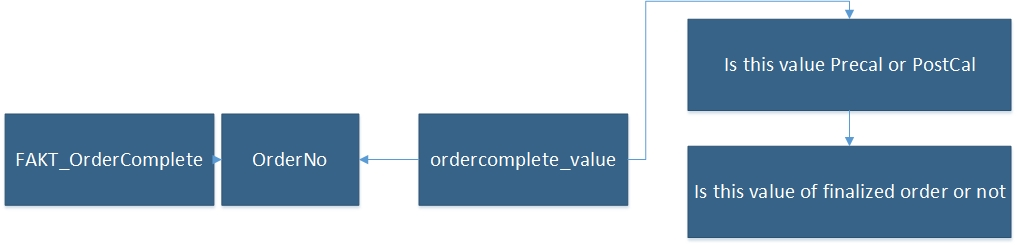 Is this value Precal or PostCal
FAKT_OrderComplete
OrderNo
ordercomplete_value
Is this value of finalized order or not